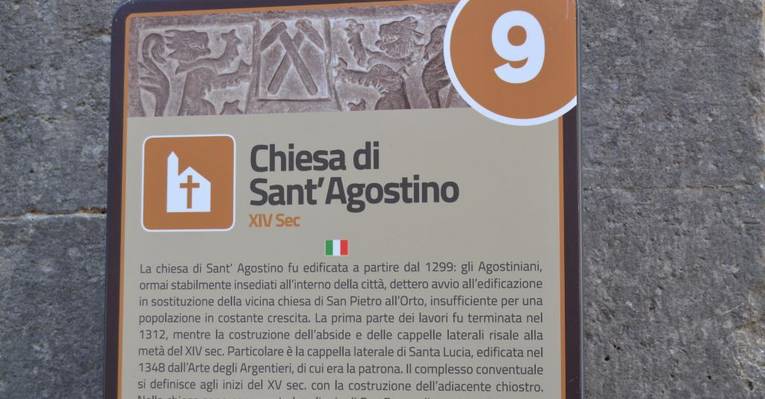 9
Chiesa di
Sant'Agostino
XIV Sec
La chiesa di Sant' Agostino fu edificata a partire dal 1299: gli Agostiniani,
ormai stabilmente insediati all'interno della città, dettero avvio all'edificazione
in sostituzione della vicina chiesa di San Pietro all'Orto, insufficiente per una
popolazione in costante crescita. La prima parte dei lavori fu terminata nel
1312, mentre la costruzione dell'abside e delle cappelle laterali risale alla
metà del XIV sec. Particolare è la cappella laterale di Santa Lucia, edificata nel
1348 dall'Arte degli Argentieri, di cui era la patrona. Il complesso conventuale
si definisce agli inizi del XV sec. con la costruzione dell'adiacente chiostro.